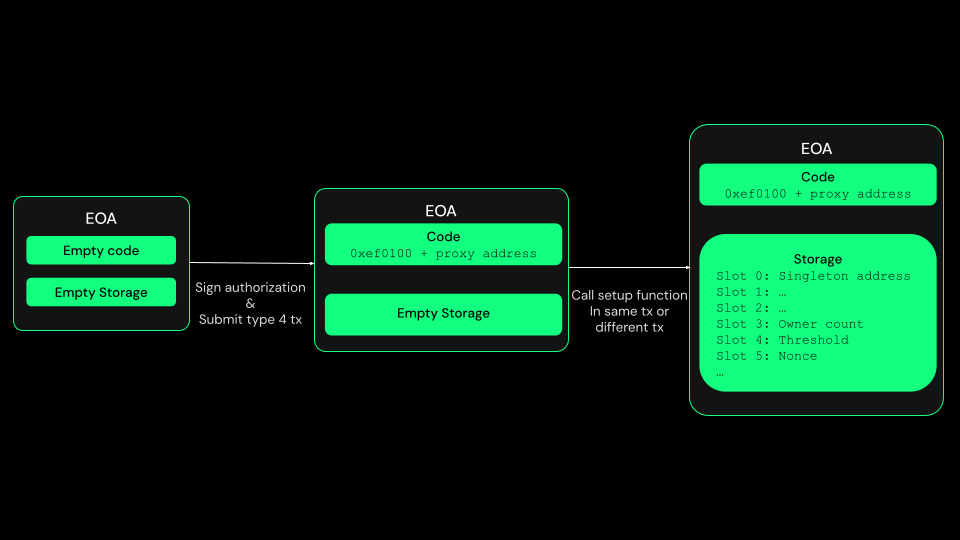 EOA
Empty code
Empty Storage
Sign authorization
&
Submit type 4 tx
EOA
Code
0xef0100 + proxy address
Empty Storage
Call setup function
In same tx or
different tx
EOA
Code
0xef0100 + proxy address
Storage
Slot 0: Singleton address
Slot 1: …
Slot 2: …
Slot 3: Owner count
Slot 4: Threshold
Slot 5: Nonce
…